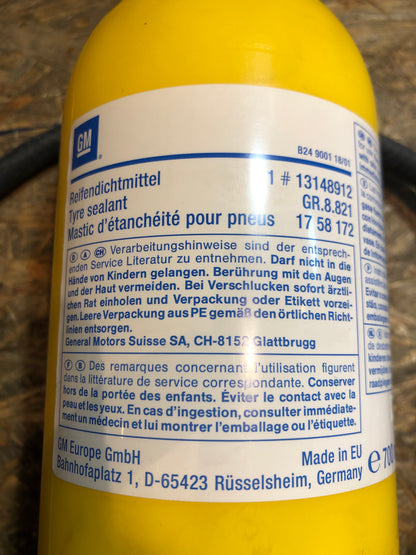 GM
®
B24 9001 18/01
Reifendichtmittel 1 # 13148912
Tyre sealant GR.8.821
Mastic d'étanchéité pour pneus 17 58 172
D A CH Verarbeitungshinweise sind der entsprech-
enden Service Literatur zu entnehmen. Darf nicht in die
Hände von Kindern gelangen. Berührung mit den Augen
und der Haut vermeiden. Bei Verschlucken sofort ärztli-
chen Rat einholen und Verpackung oder Etikett vorzei-
gen. Leere Verpackung aus PE gemäß den örtlichen Richt-
linien entsorgen.
General Motors Suisse SA, CH-8152 Glattbrugg
F B Des remarques concernant l'utilisation figurent
dans la littérature de service correspondante. Conserver
hors de la portée des enfants. Éviter le contact avec la
peau et les yeux. En cas d'ingestion, consulter immédiate-
ment un médecin et lui montrer l'emballage ou l'étiquette.
GM Europe GmbH Made in EU
Bahnhofsplatz 1, D-65423 Rüsselsheim, Germany ℮ 700